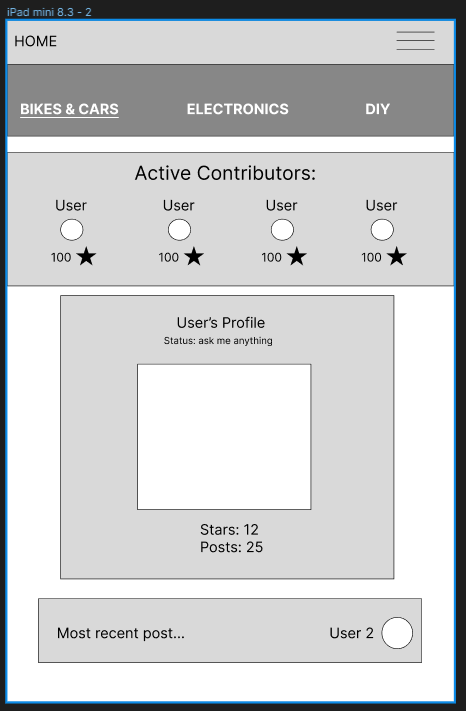 iPad mini 8.3 - 2
HOME
BIKES & CARS ELECTRONICS DIY
Active Contributors:
User User User User
100 100 100 100
User’s Profile
Status: ask me anything
Stars: 12
Posts: 25
Most recent post... User 2